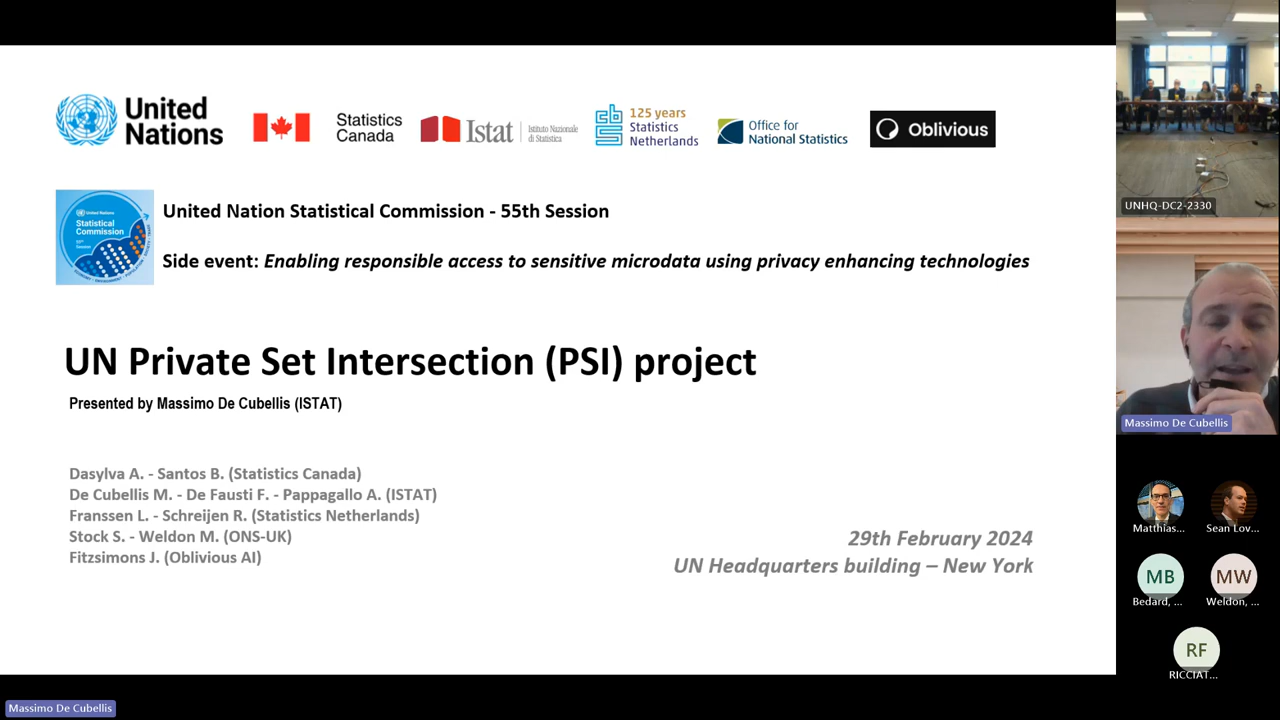 United
Nations
Statistics
Canada
Istat
Istituto Nazionale
di Statistica
125 years
Statistics
Netherlands
Office for
National Statistics
Oblivious
United Nations
Statistical
Commission
United Nation Statistical Commission - 55th Session
Side event: Enabling responsible access to sensitive microdata using privacy enhancing technologies
UN Private Set Intersection (PSI) project
Presented by Massimo De Cubellis (ISTAT)
Dasylva A. - Santos B. (Statistics Canada)
De Cubellis M. - De Fausti F. - Pappagallo A. (ISTAT)
Franssen L. - Schreijen R. (Statistics Netherlands)
Stock S. - Weldon M. (ONS-UK)
Fitzsimons J. (Oblivious AI)
29th February 2024
UN Headquarters building – New York
UNHQ-DC2-2330
Massimo De Cubellis
Matthias...
Sean Lov...
MB
Bedard, ...
MW
Weldon, ...
RF
RICCIAT...
Massimo De Cubellis